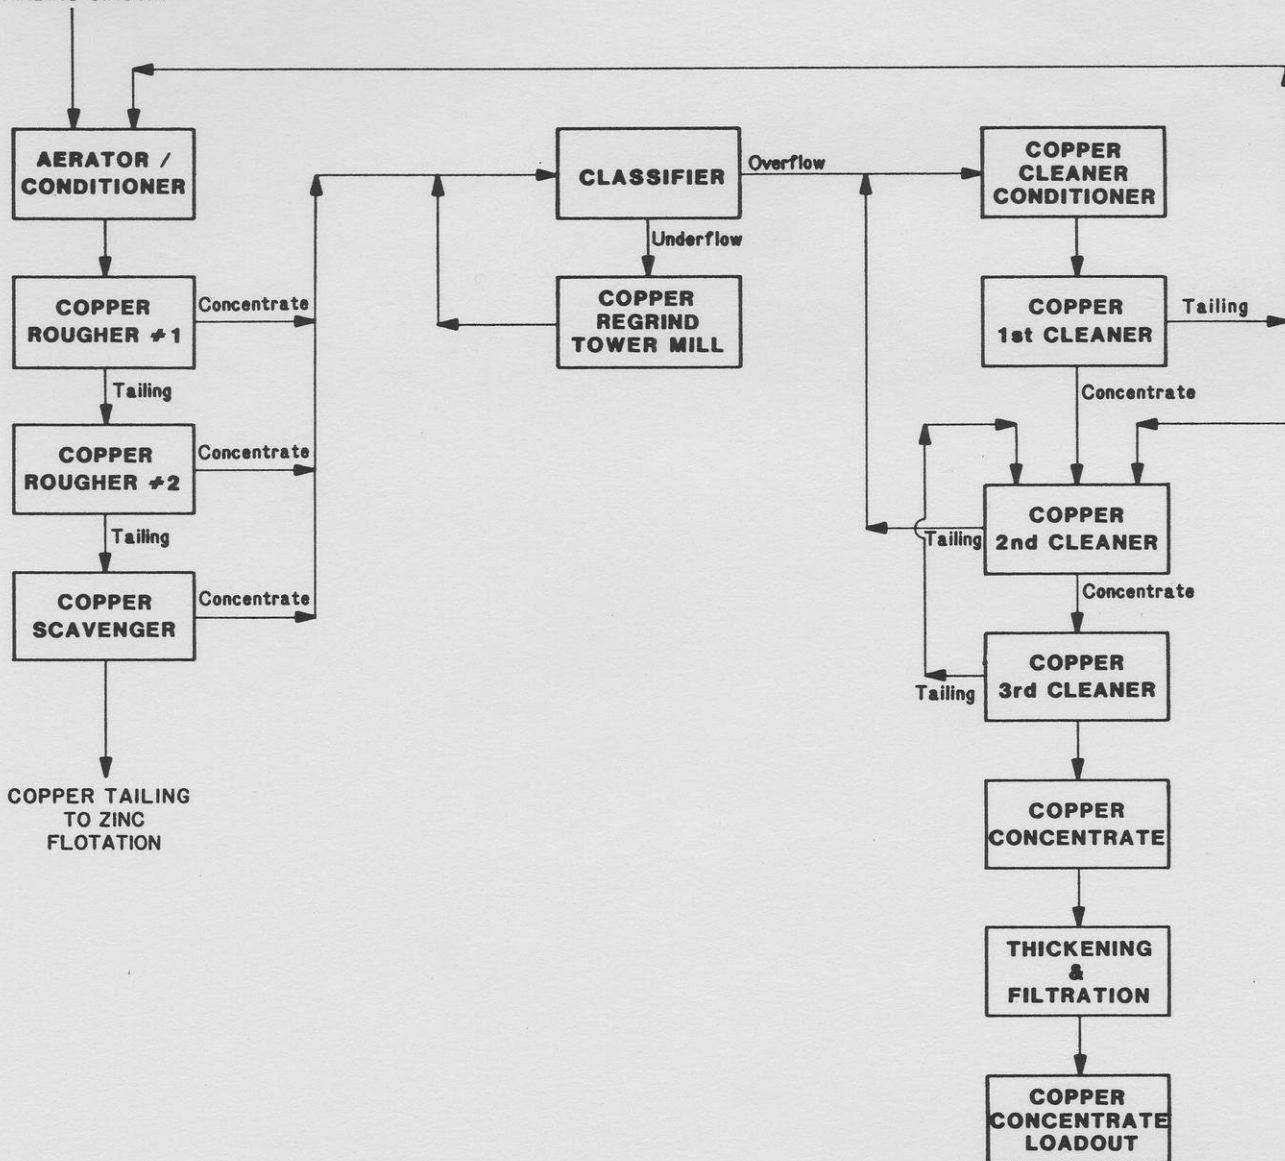 AERATOR /
CONDITIONER
COPPER
ROUGHER #1
Concentrate
Tailing
COPPER
ROUGHER #2
Concentrate
Tailing
COPPER
SCAVENGER
Concentrate
COPPER TAILING
TO ZINC
FLOTATION
CLASSIFIER
Overflow
Underflow
COPPER
REGRIND
TOWER MILL
COPPER
CLEANER
CONDITIONER
COPPER
1st CLEANER
Tailing
Concentrate
COPPER
2nd CLEANER
Tailing
Concentrate
COPPER
3rd CLEANER
Tailing
COPPER
CONCENTRATE
THICKENING
&
FILTRATION
COPPER
CONCENTRATE
LOADOUT